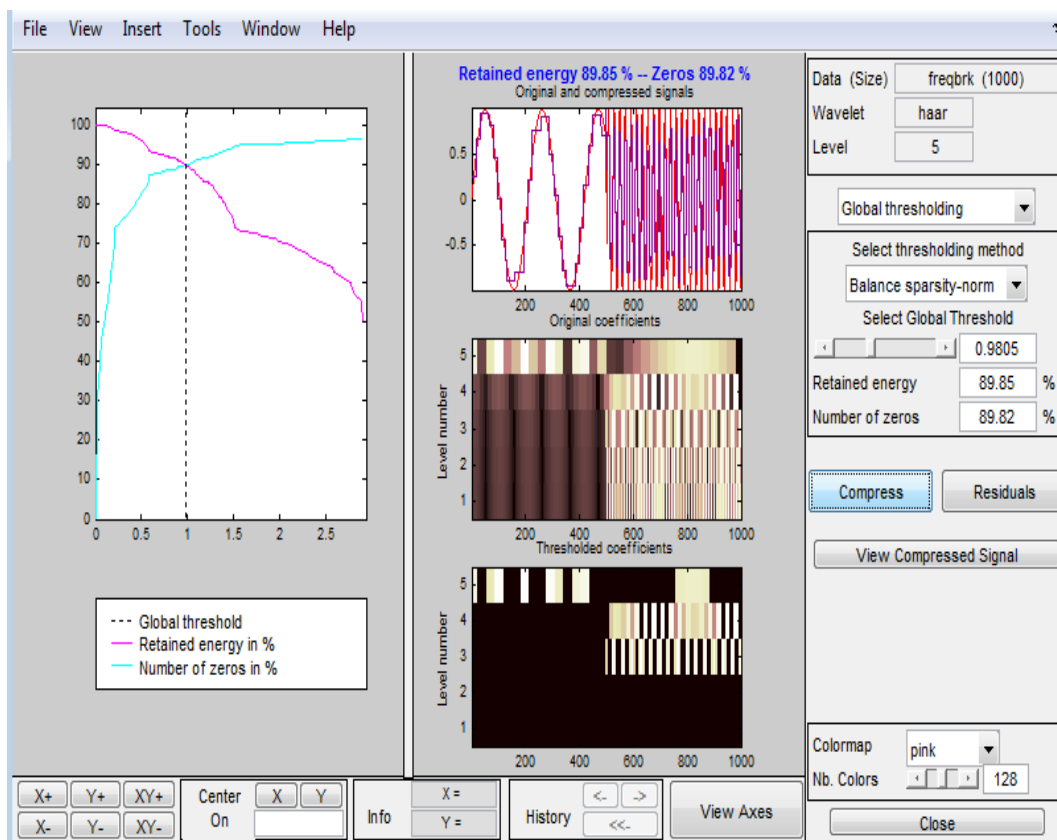 File View Insert Tools Window Help
100
90
80
70
60
50
40
30
20
10
0
0 0.5 1 1.5 2 2.5
Global threshold
Retained energy in %
Number of zeros in %
Retained energy 89.85 % -- Zeros 89.82 %
Original and compressed signals
0.5
0
-0.5
200 400 600 800 1000
Original coefficients
Level number
5
4
3
2
1
200 400 600 800 1000
Thresholded coefficients
Level number
5
4
3
2
1
200 400 600 800 1000
Data (Size) freqbrk (1000)
Wavelet haar
Level 5
Global thresholding
Select thresholding method
Balance sparsity-norm
Select Global Threshold
0.9805
Retained energy 89.85 %
Number of zeros 89.82 %
Compress Residuals
View Compressed Signal
Colormap pink
Nb. Colors 128
Close
X+ Y+ XY+
X- Y- XY-
Center On X Y
Info X = Y =
History <- -> <<-
View Axes